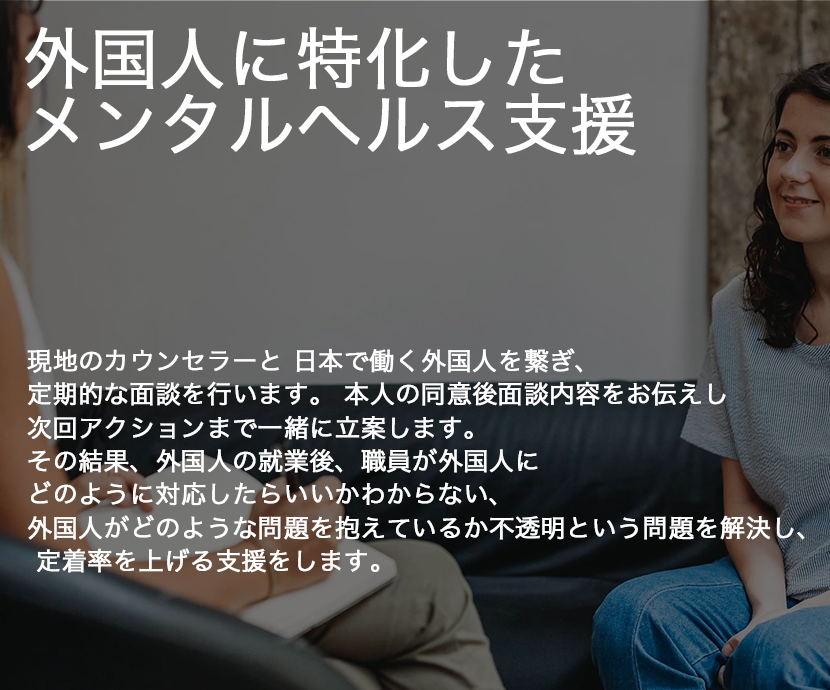 外国人に特化した
メンタルヘルス支援
現地のカウンセラーと 日本で働く外国人を繋ぎ、
定期的な面談を行います。 本人の同意後面談内容をお伝えし
次回アクションまで一緒に立案します。
その結果、外国人の就業後、職員が外国人に
どのように対応したらいいかわからない、
外国人がどのような問題を抱えているか不透明という問題を解決し、
定着率を上げる支援をします。